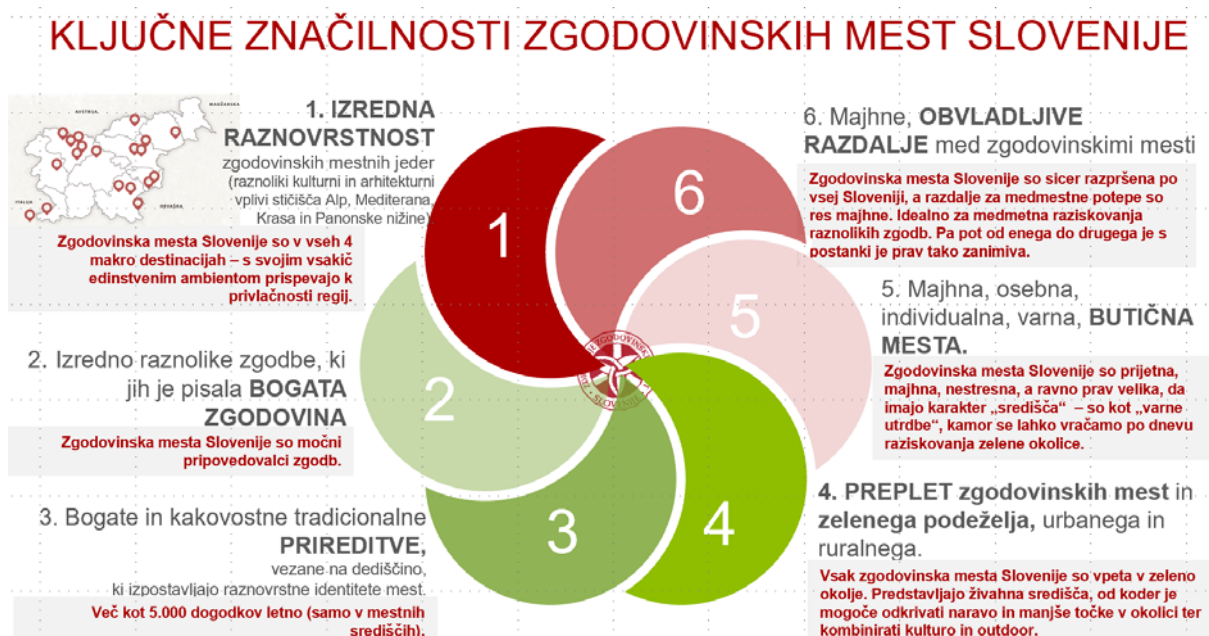 KLJUČNE ZNAČILNOSTI ZGODOVINSKIH MEST SLOVENIJE
AVSTRIJA
MADŽARSKA
ITALIJA
HRVAŠKA
1. IZREDNA
RAZNOVRSTNOST
zgodovinskih mestnih jeder
(raznoliki kulturni in arhitekturni
vplivi stičišča Alp, Mediterana,
Krasa in Panonske nižine)
Zgodovinska mesta Slovenije so v vseh 4
makro destinacijah – s svojim vsakič
edinstvenim ambientom prispevajo k
privlačnosti regij.
2. Izredno raznolike zgodbe, ki
jih je pisala BOGATA
ZGODOVINA
Zgodovinska mesta Slovenije so močni
pripovedovalci zgodb.
3. Bogate in kakovostne tradicionalne
PRIREDITVE,
vezane na dediščino,
ki izpostavljajo raznovrstne identitete mest.
Več kot 5.000 dogodkov letno (samo v mestnih
središčih).
1
2
3
4
5
6
SLOVENIJE
6. Majhne, OBVLADLJIVE
RAZDALJE med zgodovinskimi mesti
Zgodovinska mesta Slovenije so sicer razpršena po
vsej Sloveniji, a razdalje za medmestne potepe so
res majhne. Idealno za medmetna raziskovanja
raznolikih zgodb. Pa pot od enega do drugega je s
postanki je prav tako zanimiva.
5. Majhna, osebna,
individualna, varna, BUTIČNA
MESTA.
Zgodovinska mesta Slovenije so prijetna,
majhna, nestresna, a ravno prav velika, da
imajo karakter „središča“ – so kot „varne
utrdbe“, kamor se lahko vračamo po dnevu
raziskovanja zelene okolice.
4. PREPLET zgodovinskih mest in
zelenega podeželja, urbanega in
ruralnega.
Vsak zgodovinska mesta Slovenije so vpeta v zeleno
okolje. Predstavljajo živahna središča, od koder je
mogoče odkrivati naravo in manjše točke v okolici ter
kombinirati kulturo in outdoor.